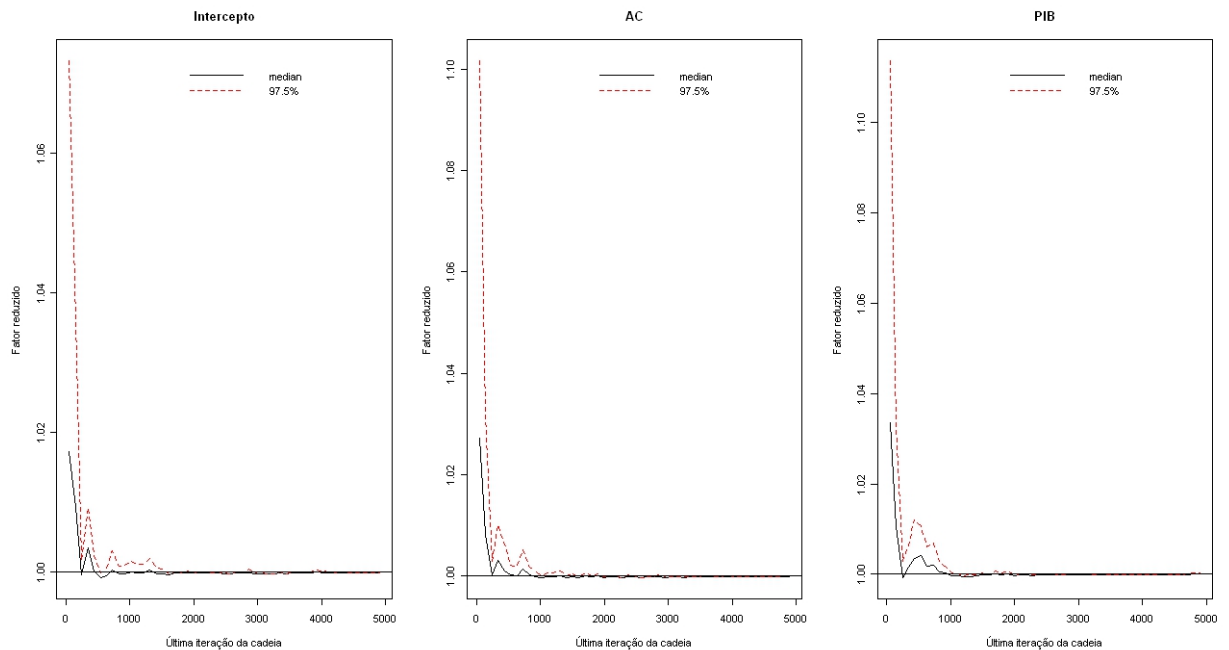 Intercepto
median
97.5%
1.06
1.04
1.02
1.00
Fator reduzido
0 1000 2000 3000 4000 5000
Última iteração da cadeia
AC
median
97.5%
1.10
1.08
1.06
1.04
1.02
1.00
Fator reduzido
0 1000 2000 3000 4000 5000
Última iteração da cadeia
PIB
median
97.5%
1.10
1.08
1.06
1.04
1.02
1.00
Fator reduzido
0 1000 2000 3000 4000 5000
Última iteração da cadeia